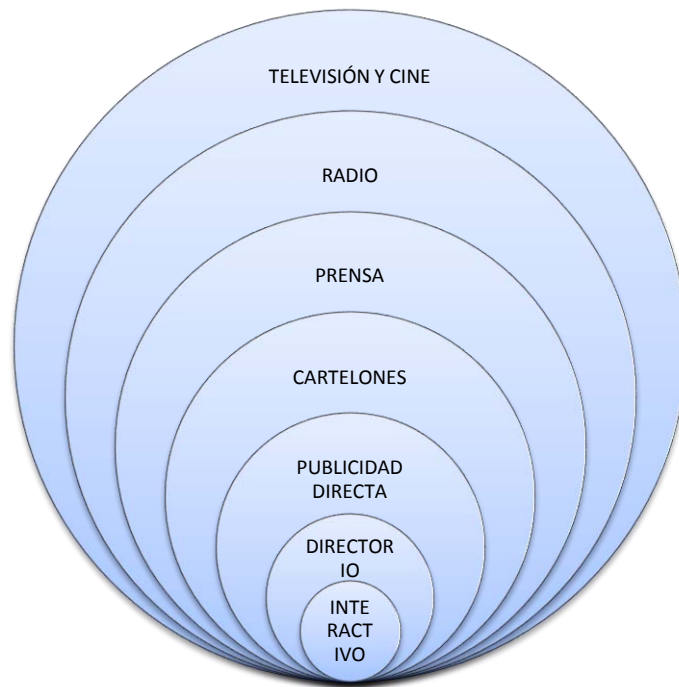 TELEVISIÓN Y CINE
RADIO
PRENSA
CARTELONES
PUBLICIDAD
DIRECTA
DIRECTOR
IO
INTE
RACT
IVO